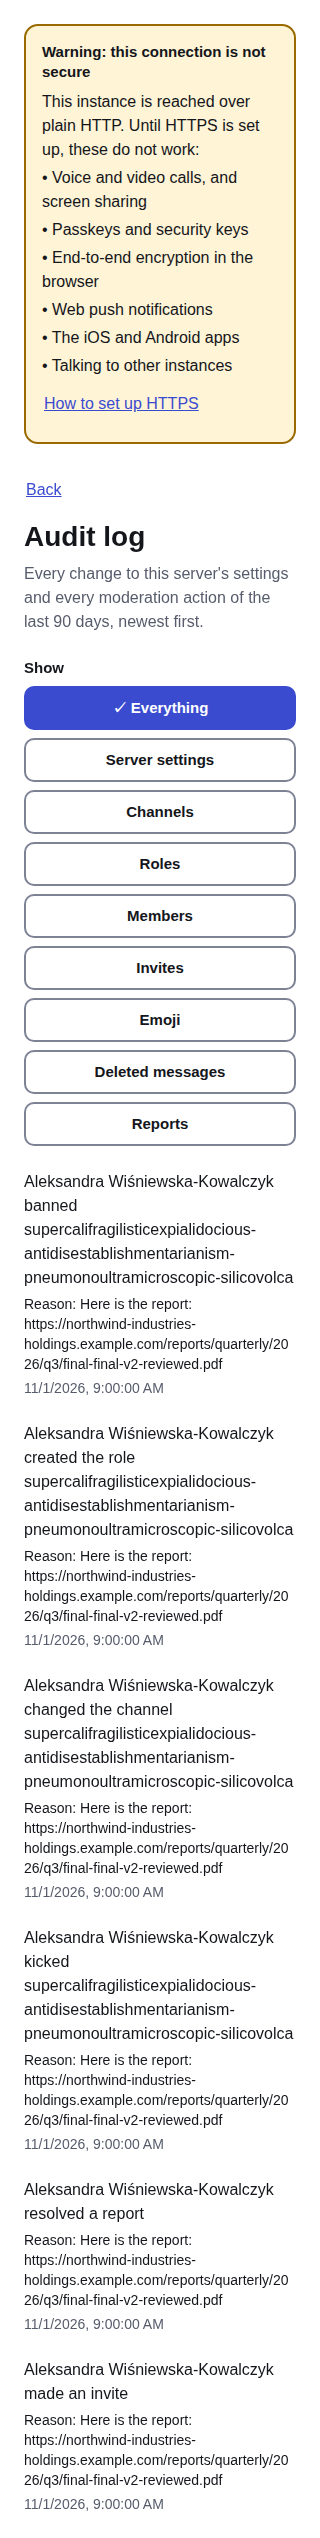 Warning: this connection is not
secure
This instance is reached over
plain HTTP. Until HTTPS is set
up, these do not work:
• Voice and video calls, and
screen sharing
• Passkeys and security keys
• End-to-end encryption in the
browser
• Web push notifications
• The iOS and Android apps
• Talking to other instances
How to set up HTTPS
Back
Audit log
Every change to this server's settings
and every moderation action of the
last 90 days, newest first.
Show
✓ Everything
Server settings
Channels
Roles
Members
Invites
Emoji
Deleted messages
Reports
Aleksandra Wiśniewska-Kowalczyk
banned
supercalifragilisticexpialidocious-
antidisestablishmentarianism-
pneumonoultramicroscopic-silicovolca
Reason: Here is the report:
https://northwind-industries-
holdings.example.com/reports/quarterly/20
26/q3/final-final-v2-reviewed.pdf
11/1/2026, 9:00:00 AM
Aleksandra Wiśniewska-Kowalczyk
created the role
supercalifragilisticexpialidocious-
antidisestablishmentarianism-
pneumonoultramicroscopic-silicovolca
Reason: Here is the report:
https://northwind-industries-
holdings.example.com/reports/quarterly/20
26/q3/final-final-v2-reviewed.pdf
11/1/2026, 9:00:00 AM
Aleksandra Wiśniewska-Kowalczyk
changed the channel
supercalifragilisticexpialidocious-
antidisestablishmentarianism-
pneumonoultramicroscopic-silicovolca
Reason: Here is the report:
https://northwind-industries-
holdings.example.com/reports/quarterly/20
26/q3/final-final-v2-reviewed.pdf
11/1/2026, 9:00:00 AM
Aleksandra Wiśniewska-Kowalczyk
kicked
supercalifragilisticexpialidocious-
antidisestablishmentarianism-
pneumonoultramicroscopic-silicovolca
Reason: Here is the report:
https://northwind-industries-
holdings.example.com/reports/quarterly/20
26/q3/final-final-v2-reviewed.pdf
11/1/2026, 9:00:00 AM
Aleksandra Wiśniewska-Kowalczyk
resolved a report
Reason: Here is the report:
https://northwind-industries-
holdings.example.com/reports/quarterly/20
26/q3/final-final-v2-reviewed.pdf
11/1/2026, 9:00:00 AM
Aleksandra Wiśniewska-Kowalczyk
made an invite
Reason: Here is the report:
https://northwind-industries-
holdings.example.com/reports/quarterly/20
26/q3/final-final-v2-reviewed.pdf
11/1/2026, 9:00:00 AM